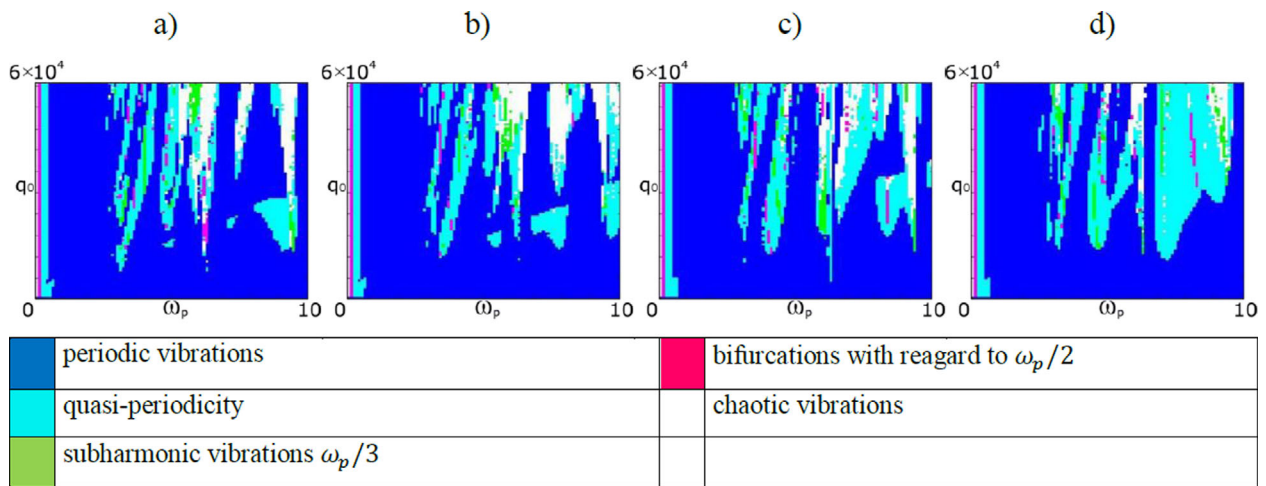 a) b) c) d)
6×10⁴ 6×10⁴ 6×10⁴ 6×10⁴
q₀ q₀ q₀ q₀
0 ωₚ 10 0 ωₚ 10 0 ωₚ 10 0 ωₚ 10
periodic vibrations
bifurcations with reagard to ωₚ/2
quasi-periodicity
chaotic vibrations
subharmonic vibrations ωₚ/3